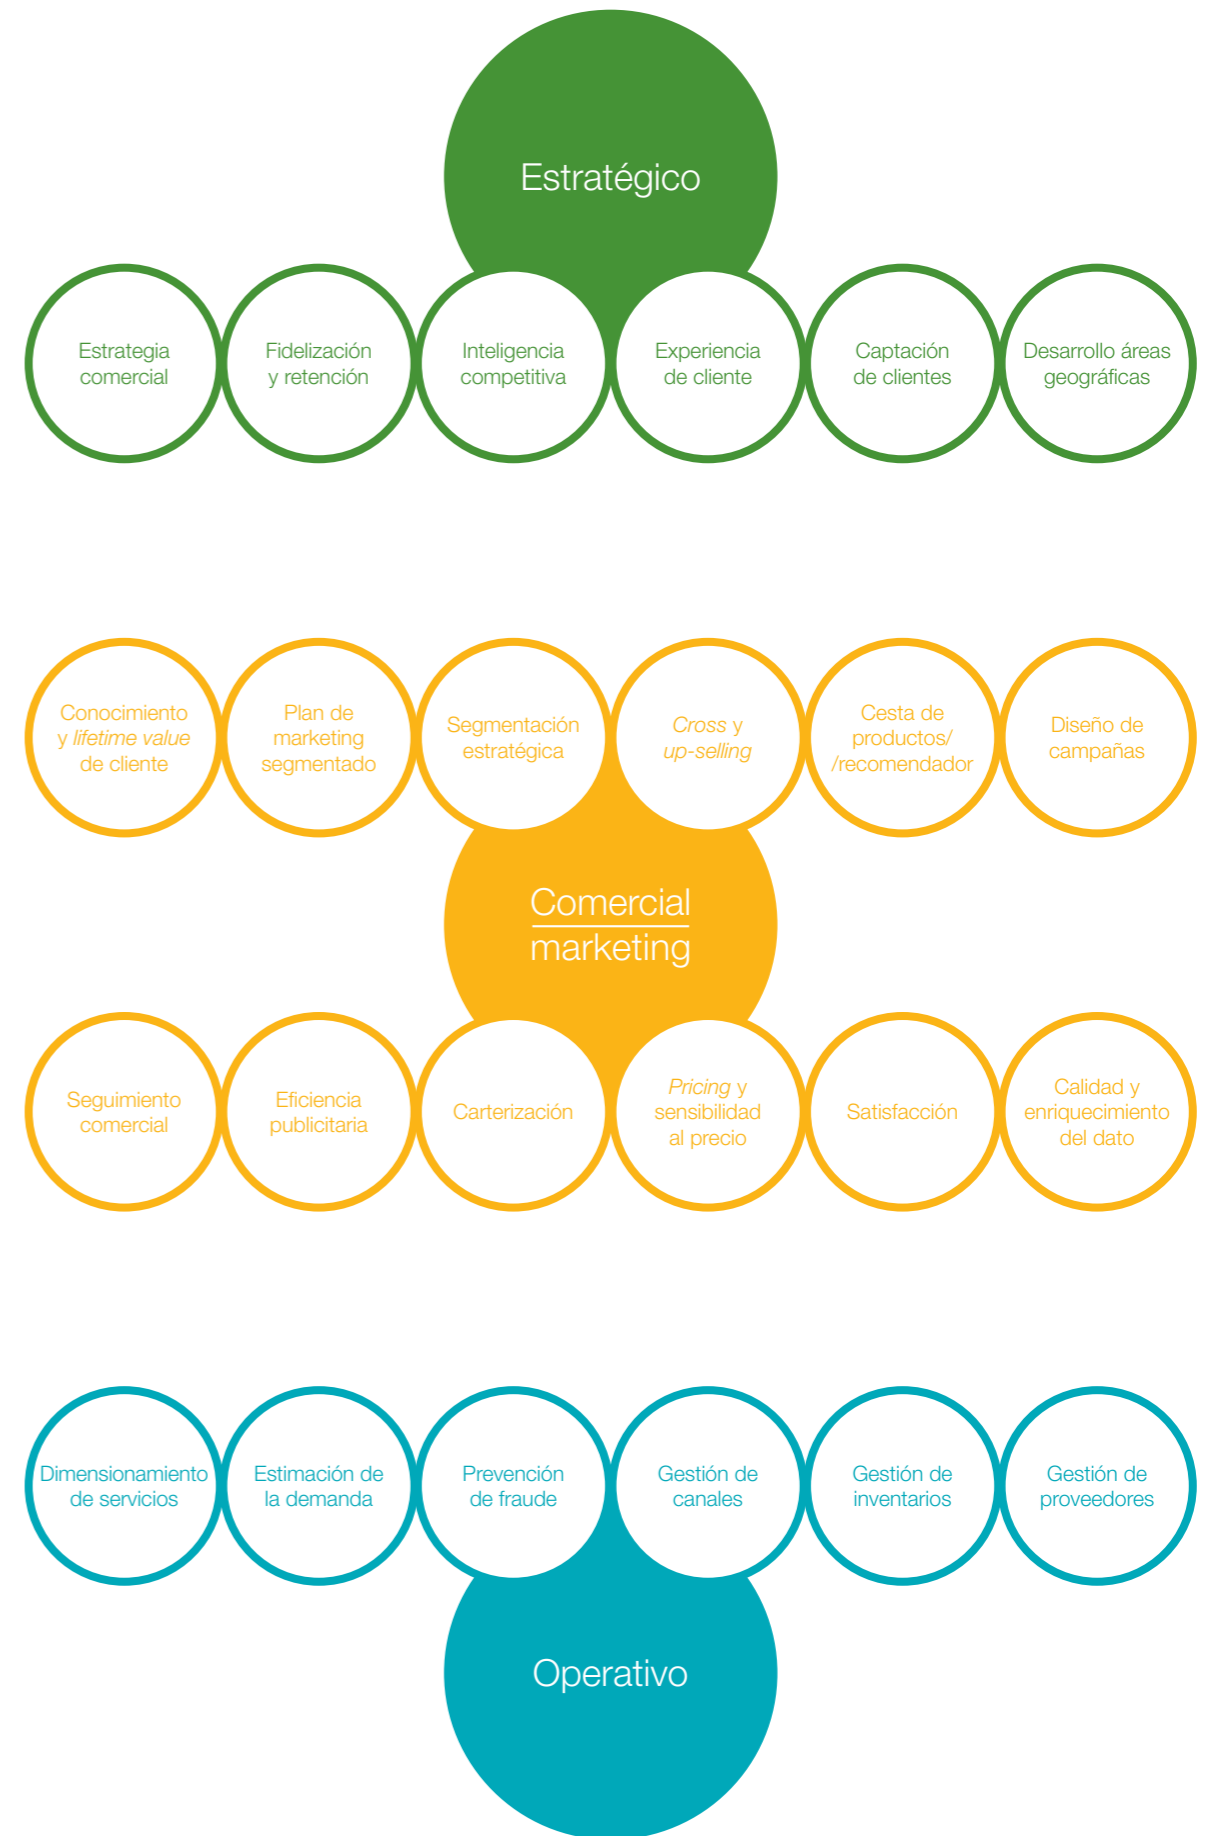 Estratégico
Estrategia
comercial
Fidelización
y retención
Inteligencia
competitiva
Experiencia
de cliente
Captación
de clientes
Desarrollo áreas
geográficas
Conocimiento
y lifetime value
de cliente
Plan de
marketing
segmentado
Segmentación
estratégica
Cross y
up-selling
Cesta de
productos/
/recomendador
Diseño de
campañas
Comercial
marketing
Seguimiento
comercial
Eficiencia
publicitaria
Carterización
Pricing y
sensibilidad
al precio
Satisfacción
Calidad y
enriquecimiento
del dato
Dimensionamiento
de servicios
Estimación de
la demanda
Prevención
de fraude
Gestión de
canales
Gestión de
inventarios
Gestión de
proveedores
Operativo